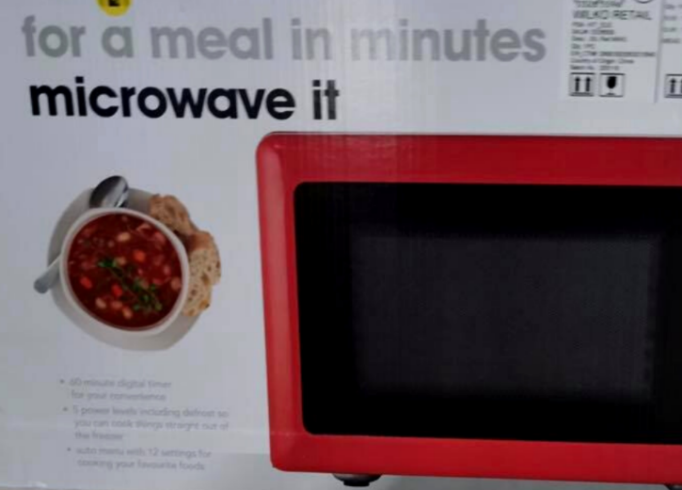 for a meal in minutes
microwave it
WILKO RETAIL
• 60 minute digital timer
for your convenience
• 5 power levels including defrost so
you can cook things straight out of
the freezer
• auto menu with 12 settings for
cooking your favourite foods